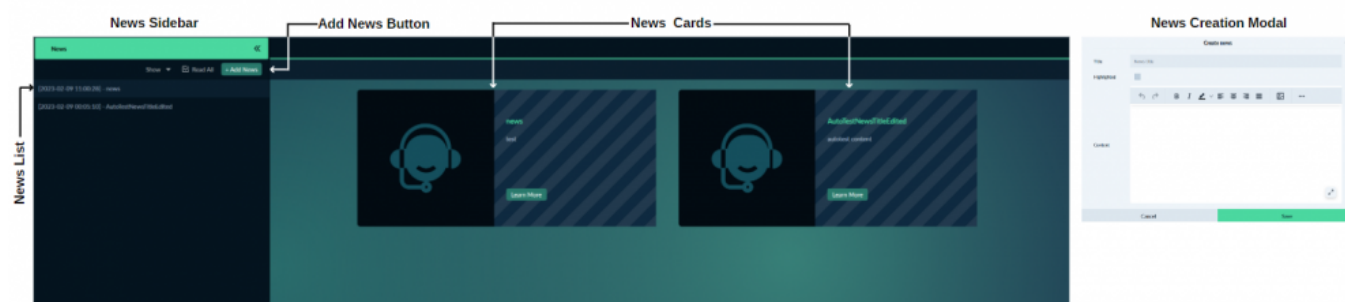 News Sidebar
Add News Button
News Cards
News Creation Modal
News List
News
Show
Read All
+ Add News
[2023-02-09 11:00:20] - news
[2023-02-09 00:05:10] - AutoTestNewsTitleEdited
news
test
Learn More
AutoTestNewsTitleEdited
autotest content
Learn More
Create news
Title
News title
Highlighted
Content
Cancel
Save